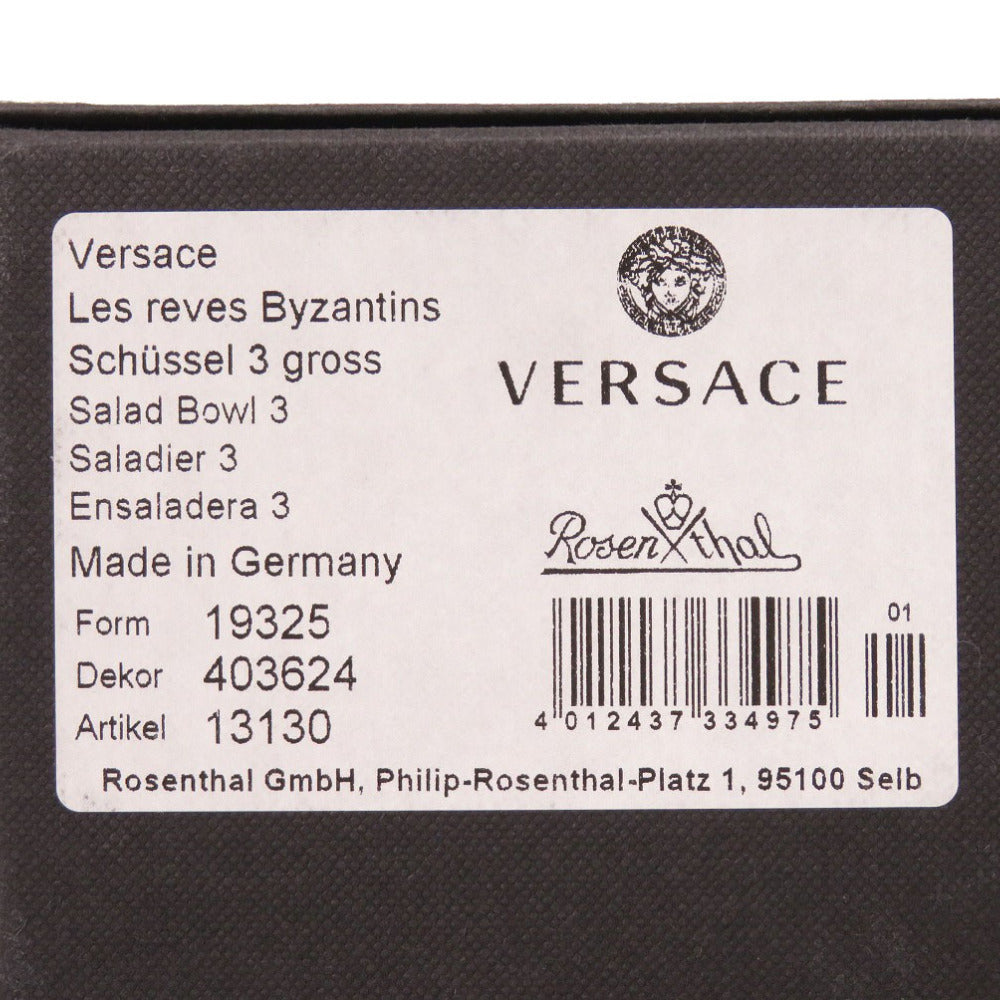 Versace
Les reves Byzantins
Schüssel 3 gross
Salad Bowl 3
Saladier 3
Ensaladera 3
Made in Germany
Form 19325
Dekor 403624
Artikel 13130
VERSACE
Rosenthal
01
4 012437 334975
Rosenthal GmbH, Philip-Rosenthal-Platz 1, 95100 Selb